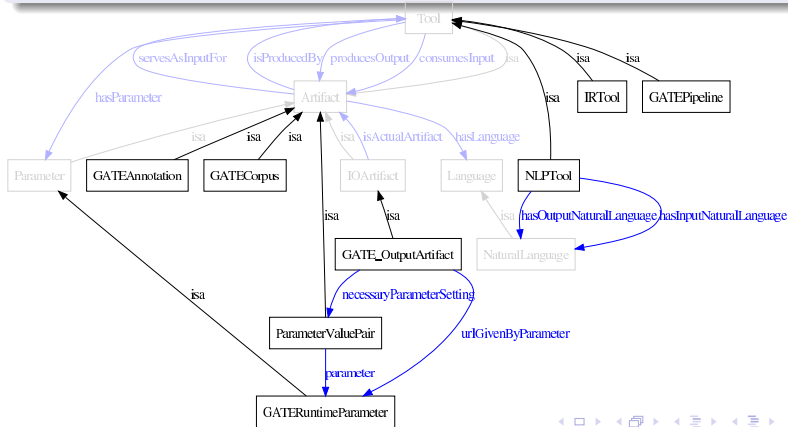 Tool
servesAsInputFor isProducedBy producesOutput consumesInput isa isa isa
hasParameter Artifact isa IRTool GATEPipeline
isa isa isa isa isActualArtifact hasLanguage
Parameter GATEAnnotation GATECorpus IOArtifact Language NLPTool
isa isa isa hasOutputNaturalLanguage hasInputNaturalLanguage
GATE_OutputArtifact NaturalLanguage
isa necessaryParameterSetting
ParameterValuePair urlGivenByParameter
parameter
GATERuntimeParameter